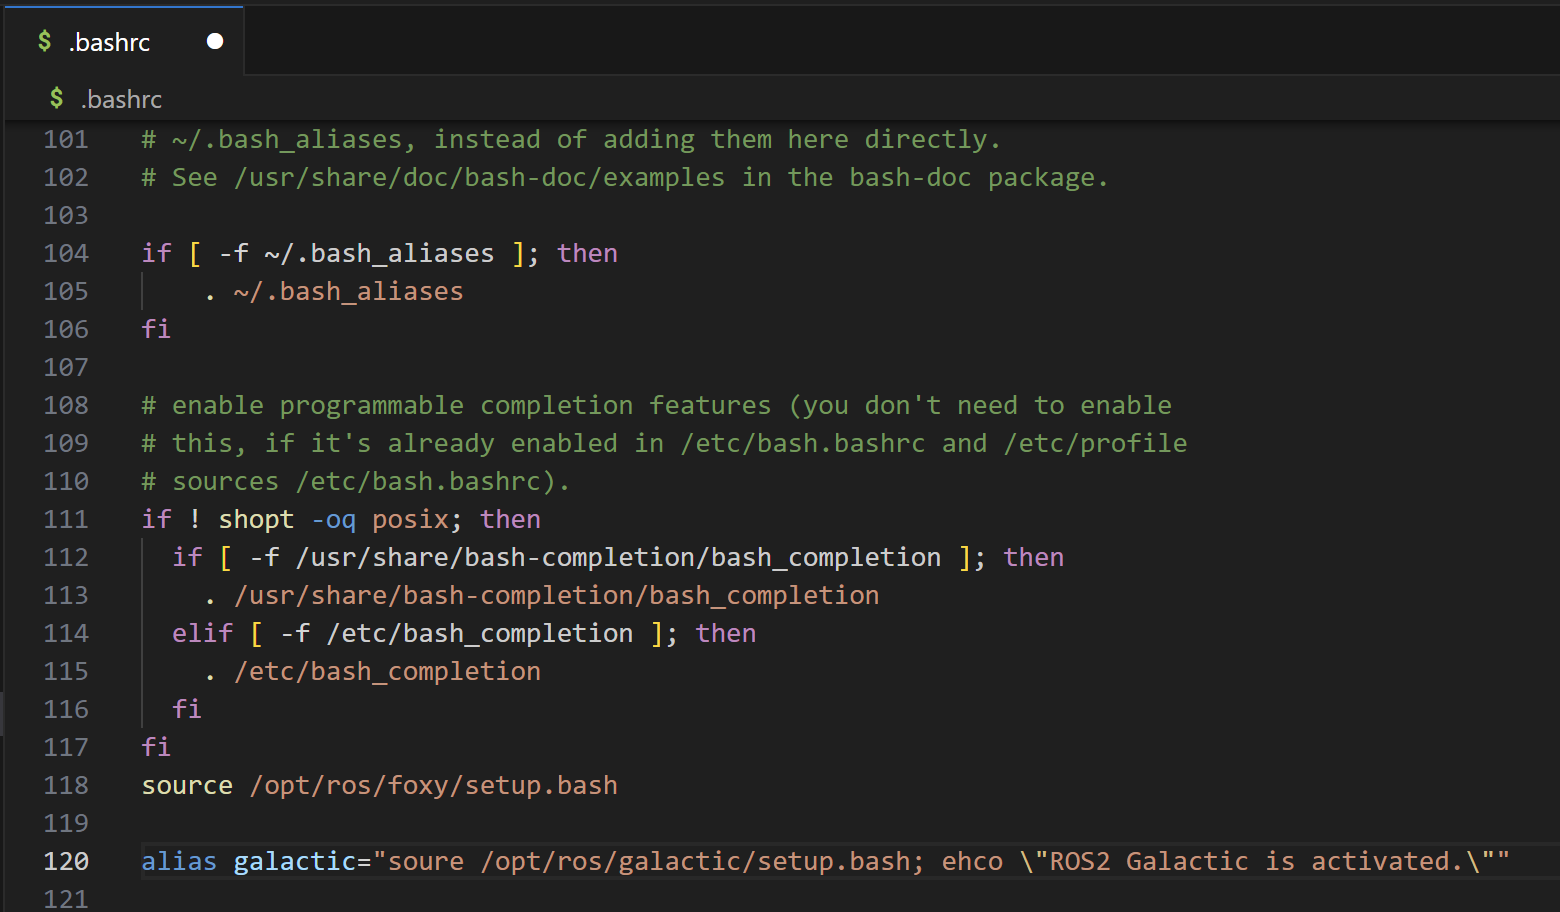 $ .bashrc
$ .bashrc
101 # ~/.bash_aliases, instead of adding them here directly.
102 # See /usr/share/doc/bash-doc/examples in the bash-doc package.
103
104 if [ -f ~/.bash_aliases ]; then
105     . ~/.bash_aliases
106 fi
107
108 # enable programmable completion features (you don't need to enable
109 # this, if it's already enabled in /etc/bash.bashrc and /etc/profile
110 # sources /etc/bash.bashrc).
111 if ! shopt -oq posix; then
112   if [ -f /usr/share/bash-completion/bash_completion ]; then
113     . /usr/share/bash-completion/bash_completion
114   elif [ -f /etc/bash_completion ]; then
115     . /etc/bash_completion
116   fi
117 fi
118 source /opt/ros/foxy/setup.bash
119
120 alias galactic="soure /opt/ros/galactic/setup.bash; ehco \"ROS2 Galactic is activated.\""
121